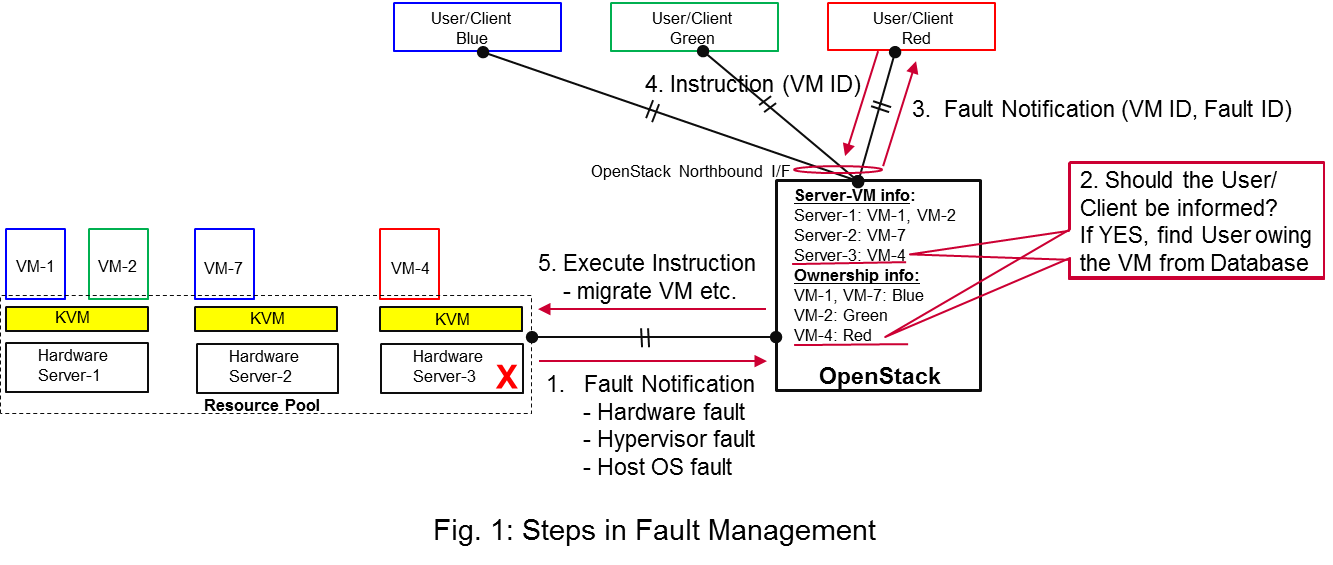 User/Client
Blue
User/Client
Green
User/Client
Red
4. Instruction (VM ID)
3. Fault Notification (VM ID, Fault ID)
OpenStack Northbound I/F
Server-VM info:
Server-1: VM-1, VM-2
Server-2: VM-7
Server-3: VM-4
Ownership info:
VM-1, VM-7: Blue
VM-2: Green
VM-4: Red
OpenStack
2. Should the User/
Client be informed?
If YES, find User owing
the VM from Database
VM-1
VM-2
VM-7
VM-4
KVM
KVM
KVM
Hardware
Server-1
Hardware
Server-2
Hardware
Server-3
X
Resource Pool
5. Execute Instruction
- migrate VM etc.
1. Fault Notification
- Hardware fault
- Hypervisor fault
- Host OS fault
Fig. 1: Steps in Fault Management